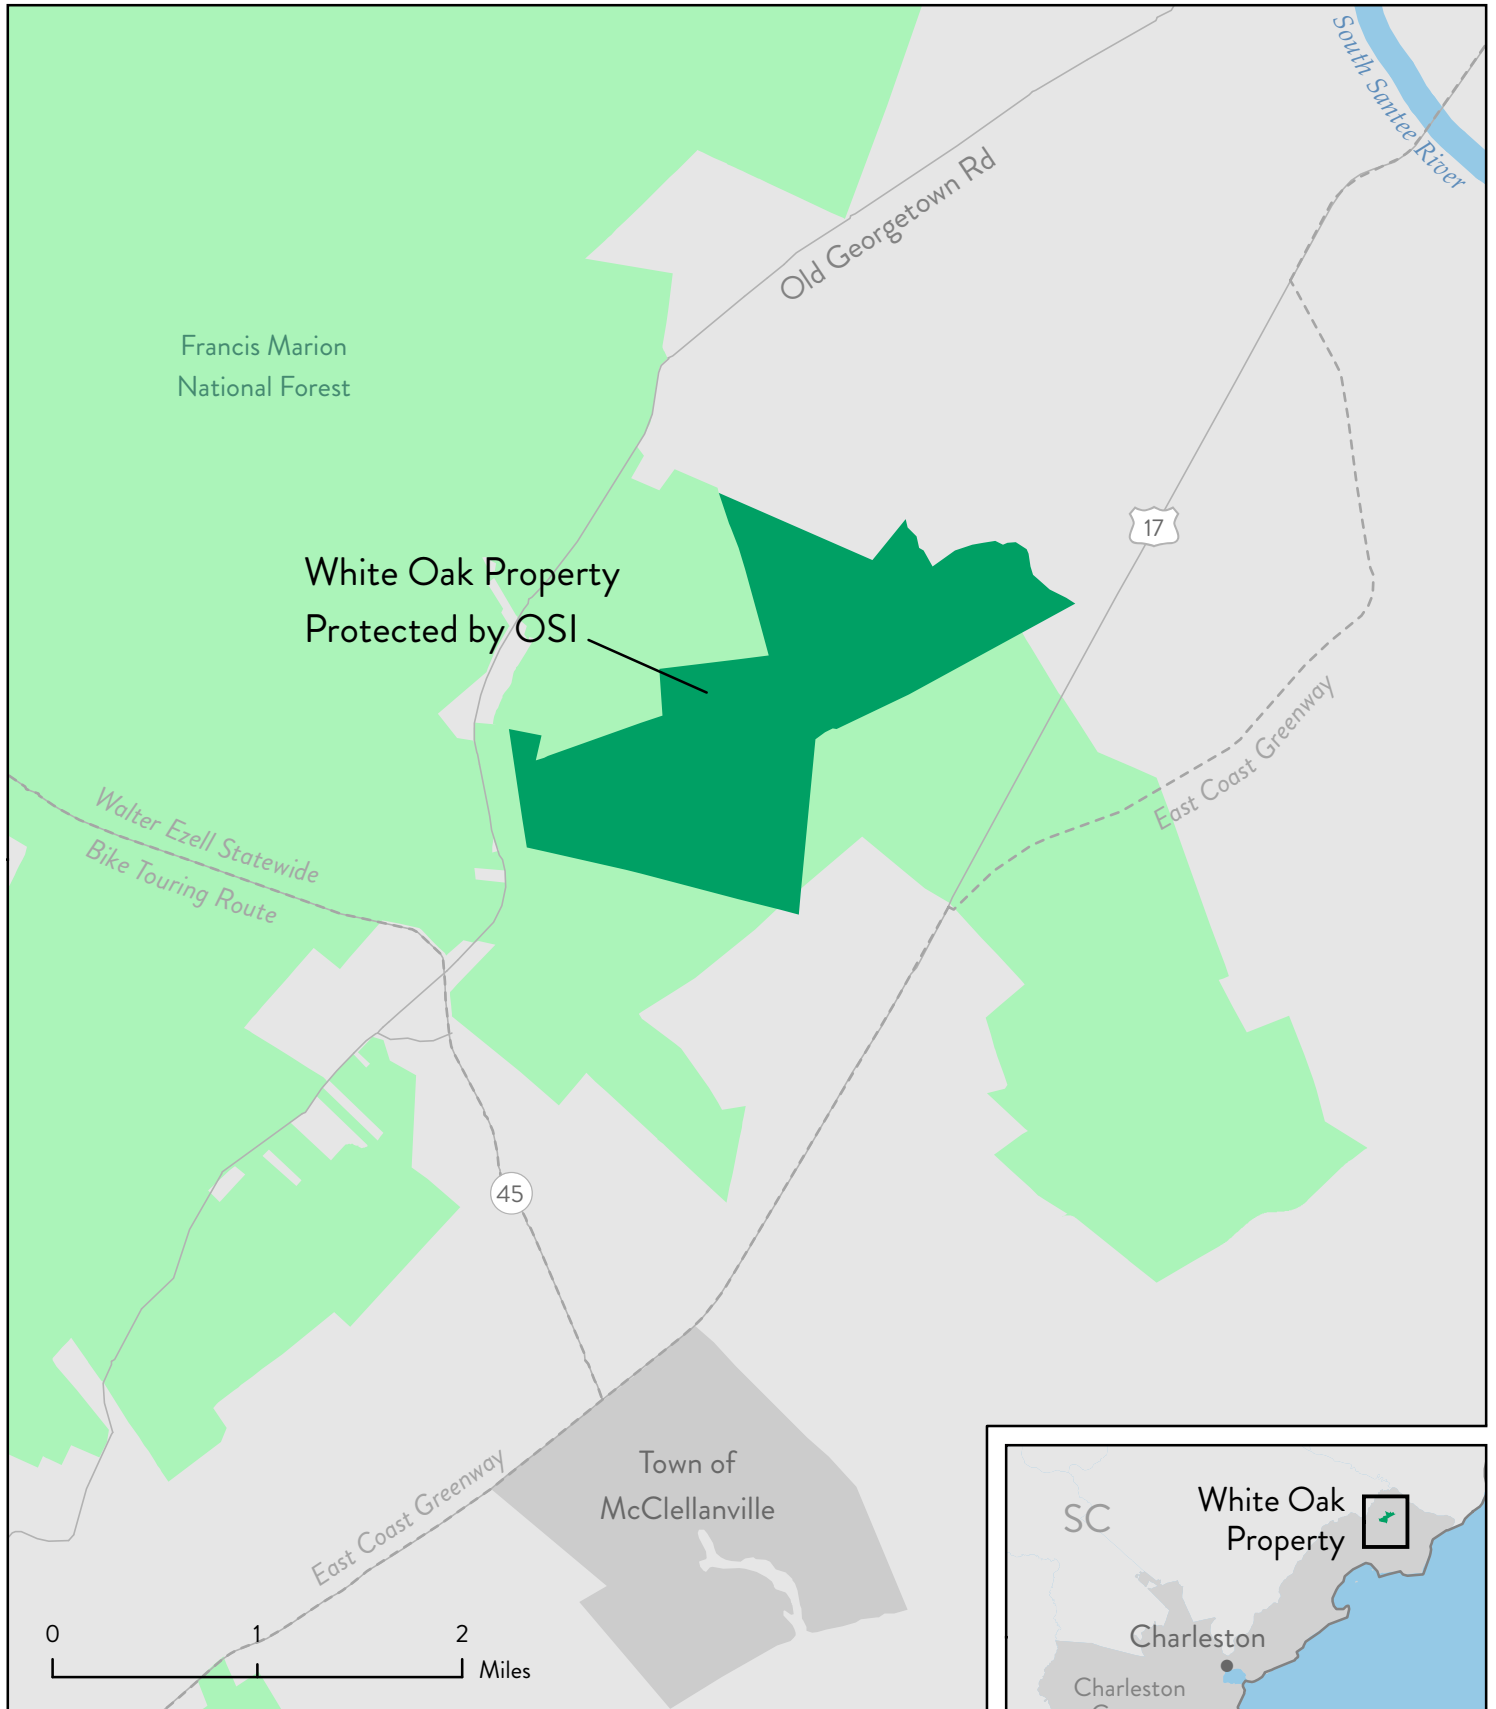 South Santee River
Old Georgetown Rd
Francis Marion
National Forest
17
White Oak Property
Protected by OSI
East Coast Greenway
Walter Ezell Statewide
Bike Touring Route
45
Town of
McClellanville
East Coast Greenway
0 1 2
Miles
SC
White Oak
Property
Charleston
Charleston